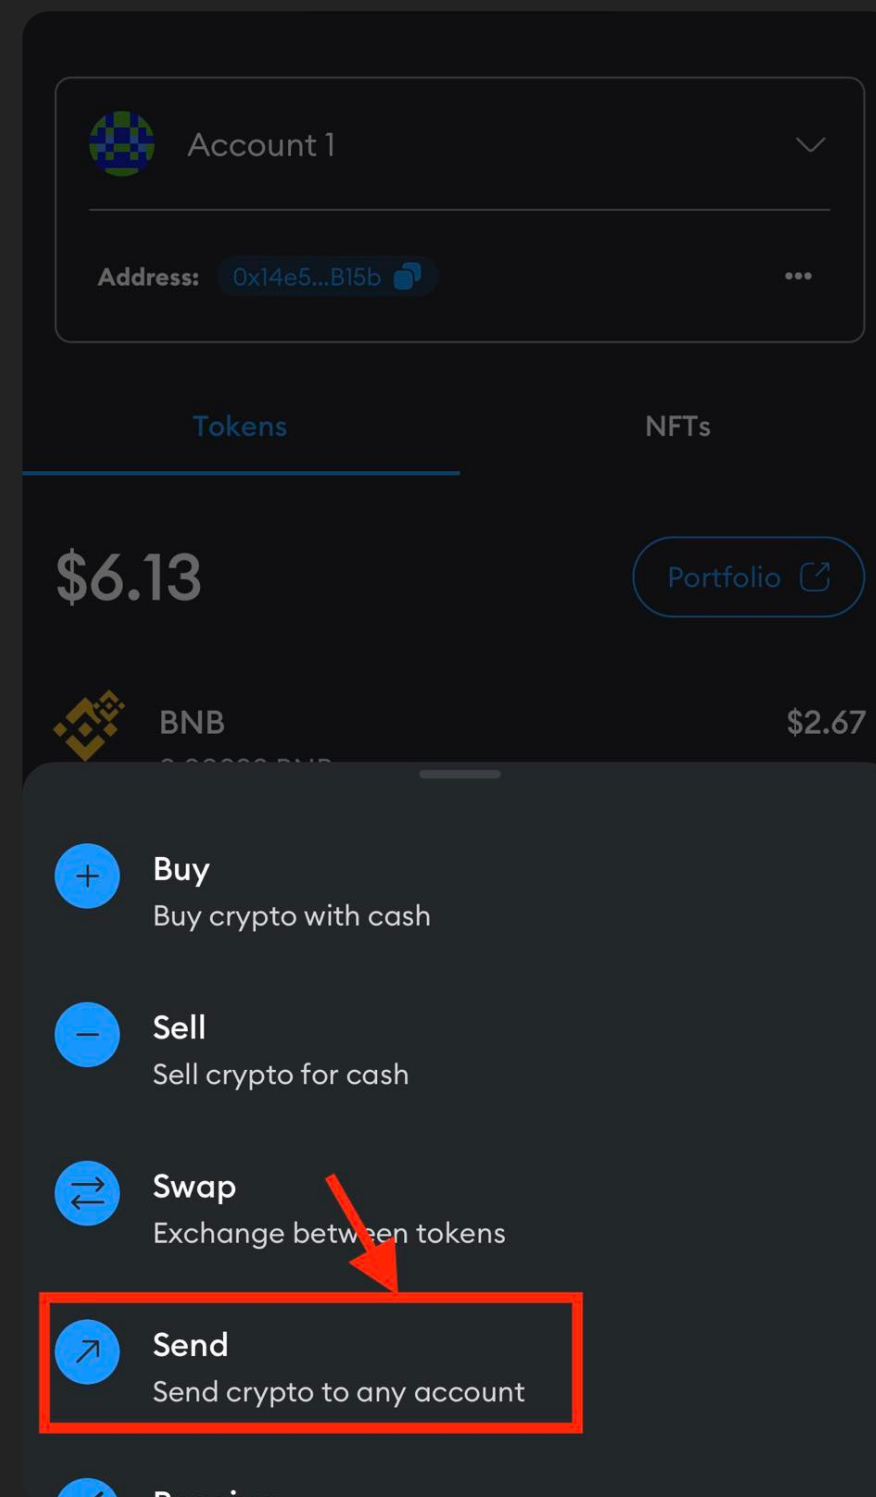 Account 1
Address: 0x14e5...B15b
Tokens
NFTs
$6.13
Portfolio
BNB
$2.67
Buy
Buy crypto with cash
Sell
Sell crypto for cash
Swap
Exchange between tokens
Send
Send crypto to any account